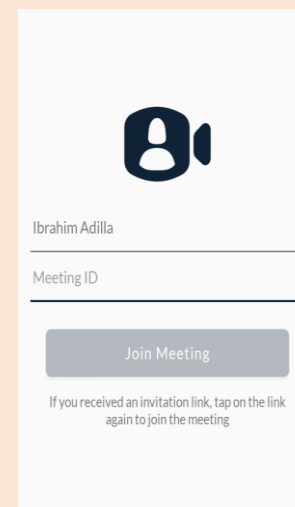 Ibrahim Adilla
Meeting ID
Join Meeting
If you received an invitation link, tap on the link
again to join the meeting